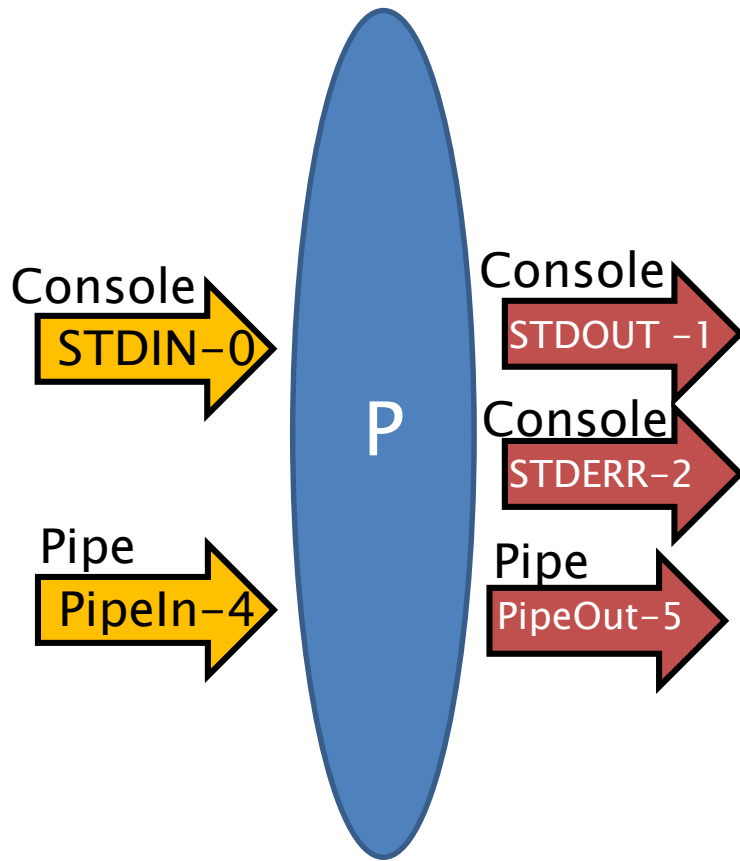 Console
STDIN-0
Pipe
PipeIn-4
P
Console
STDOUT -1
Console
STDERR-2
Pipe
PipeOut-5